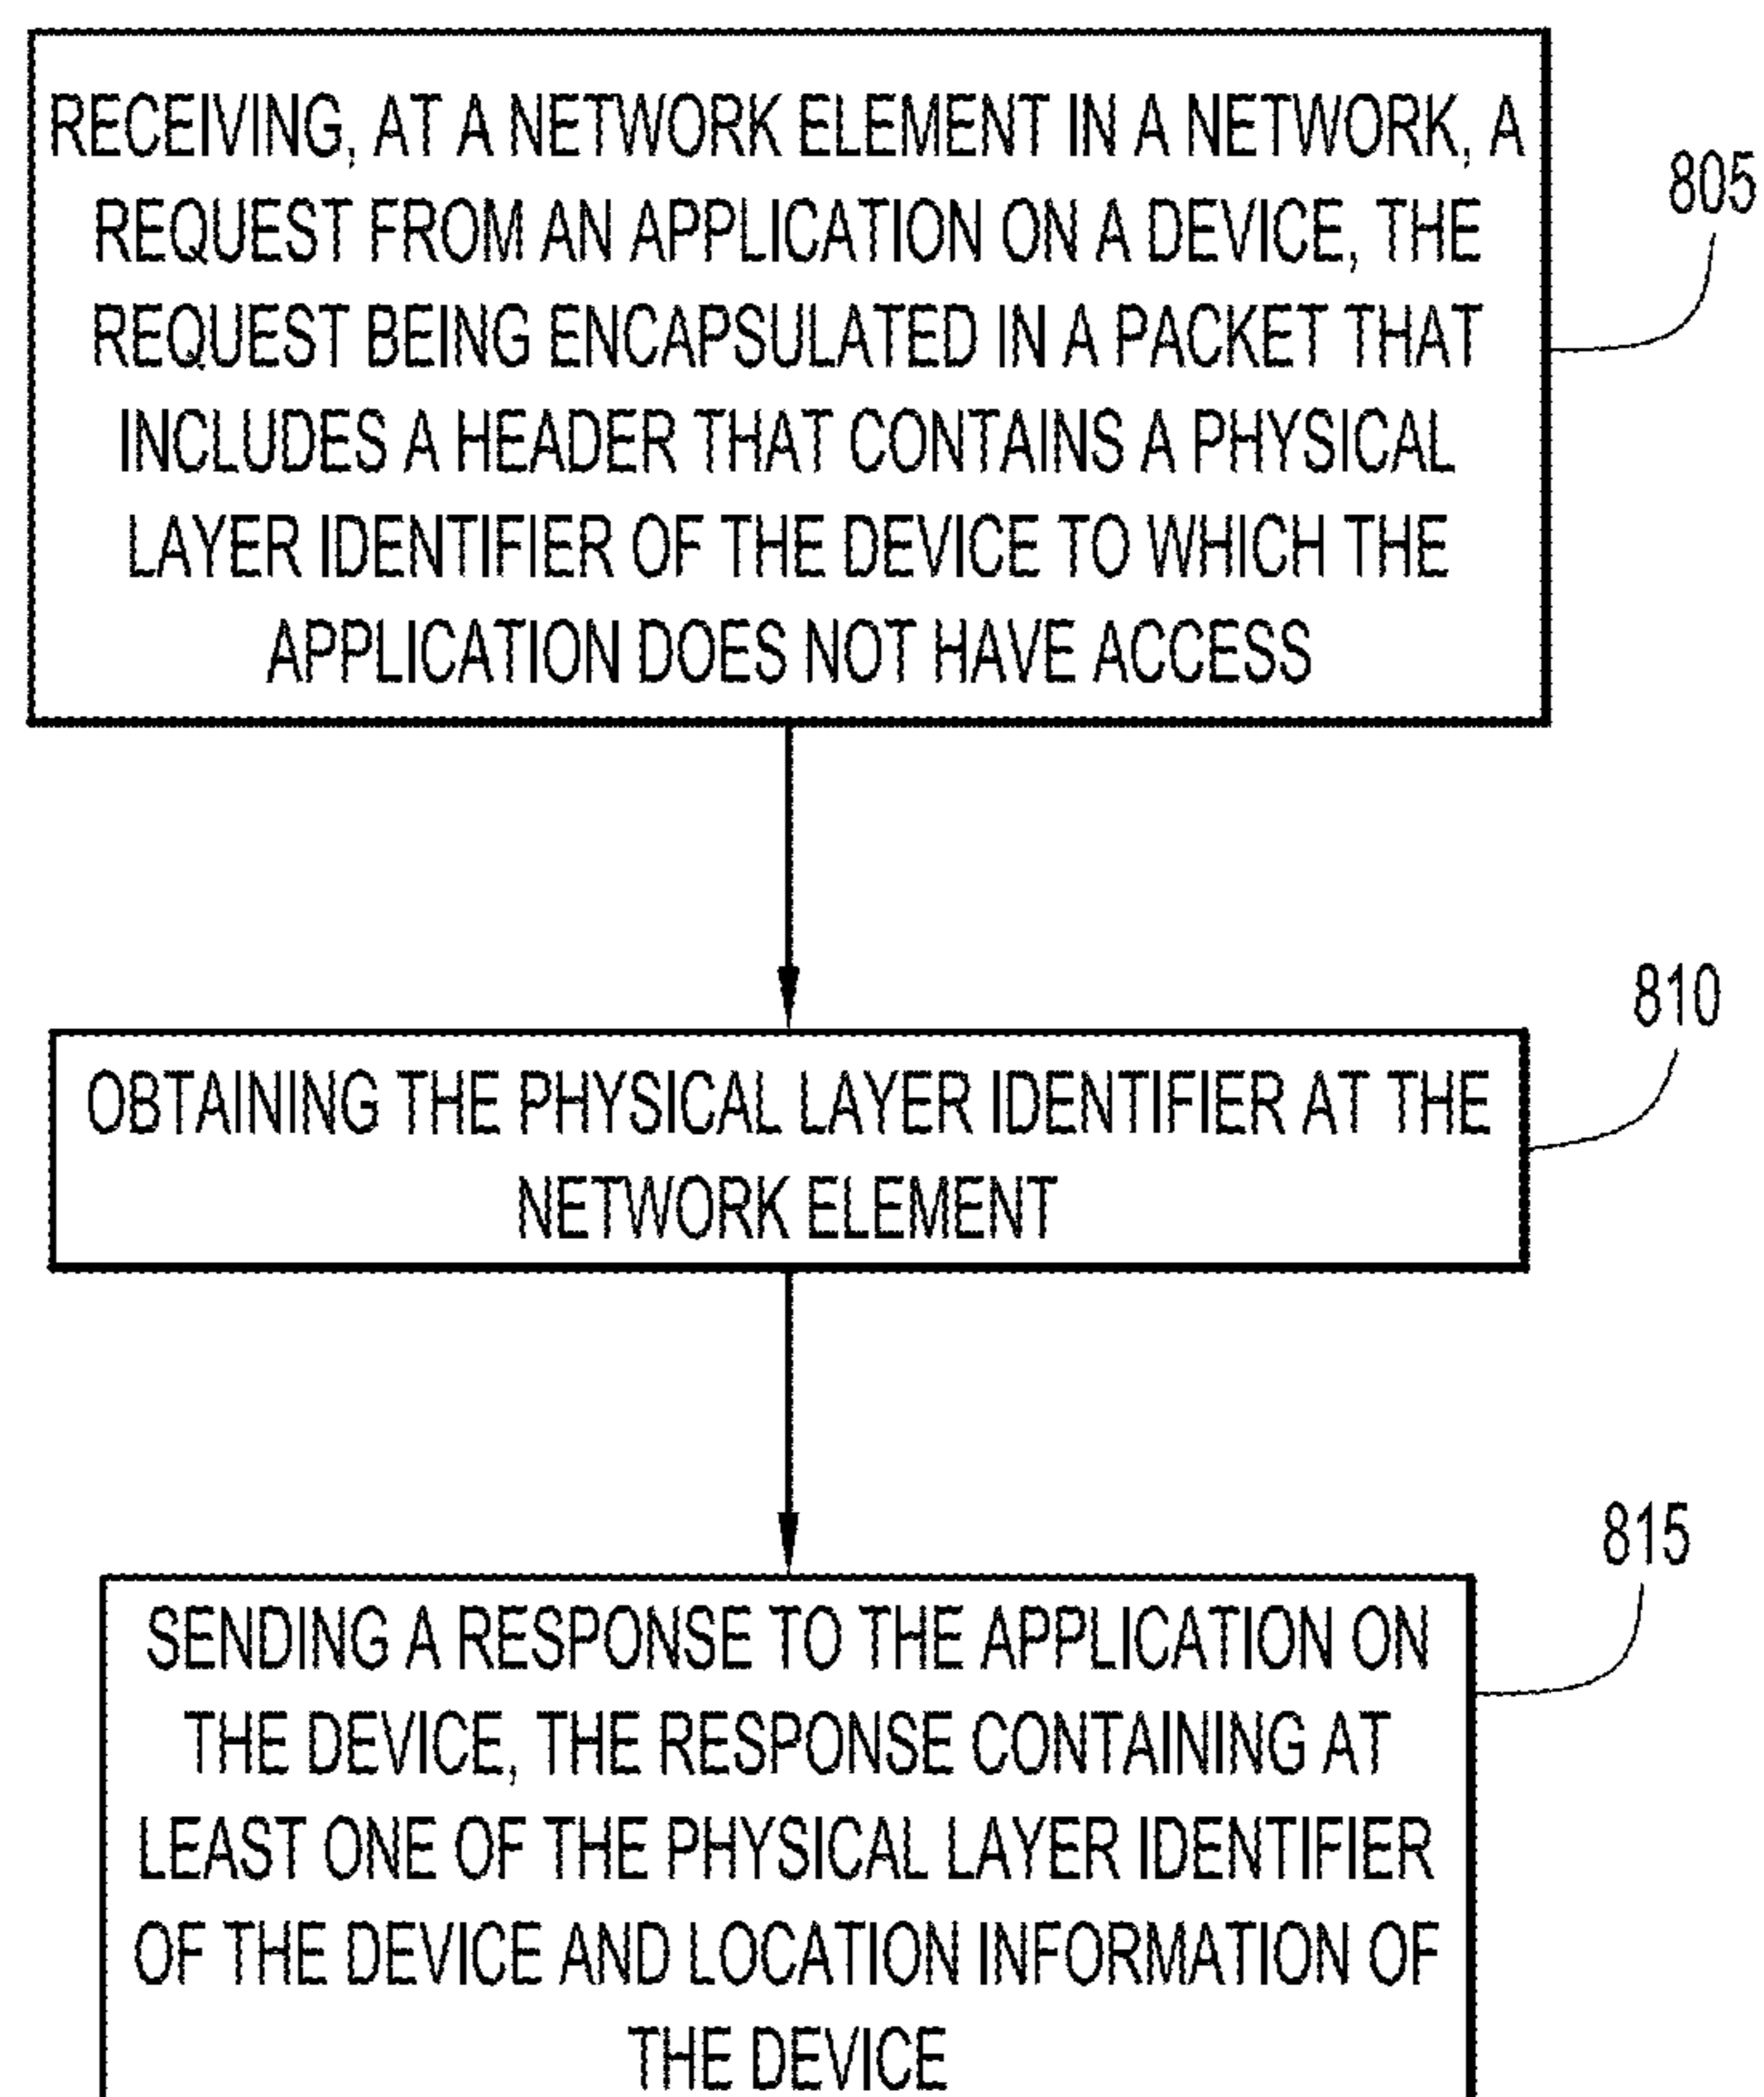 RECEIVING, AT A NETWORK ELEMENT IN A NETWORK, A
REQUEST FROM AN APPLICATION ON A DEVICE, THE
REQUEST BEING ENCAPSULATED IN A PACKET THAT
INCLUDES A HEADER THAT CONTAINS A PHYSICAL
LAYER IDENTIFIER OF THE DEVICE TO WHICH THE
APPLICATION DOES NOT HAVE ACCESS
805
810
OBTAINING THE PHYSICAL LAYER IDENTIFIER AT THE
NETWORK ELEMENT
815
SENDING A RESPONSE TO THE APPLICATION ON
THE DEVICE, THE RESPONSE CONTAINING AT
LEAST ONE OF THE PHYSICAL LAYER IDENTIFIER
OF THE DEVICE AND LOCATION INFORMATION OF
THE DEVICE